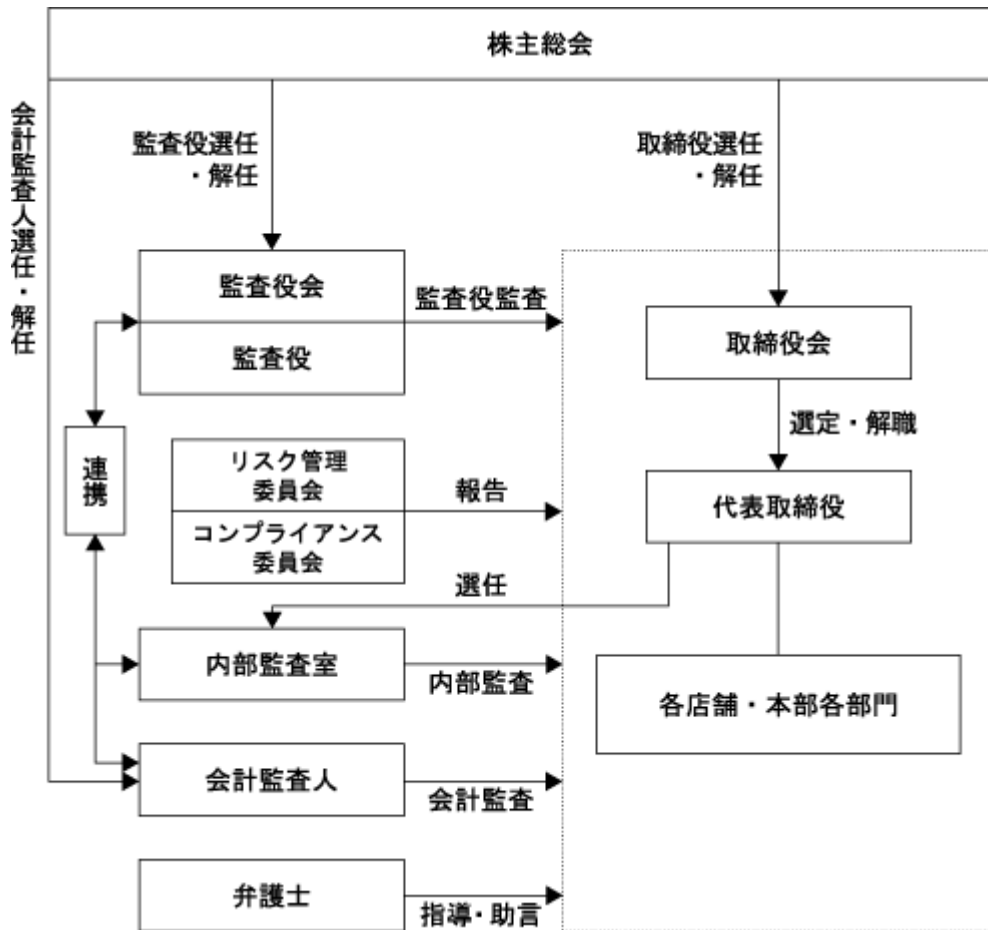 株主総会
会計監査人選任・解任
監査役選任
・解任
取締役選任
・解任
監査役会
監査役監査
監査役
取締役会
選定・解職
連携
リスク管理
委員会
報告
コンプライアンス
委員会
代表取締役
選任
内部監査室
内部監査
各店舗・本部各部門
会計監査人
会計監査
弁護士
指導・助言